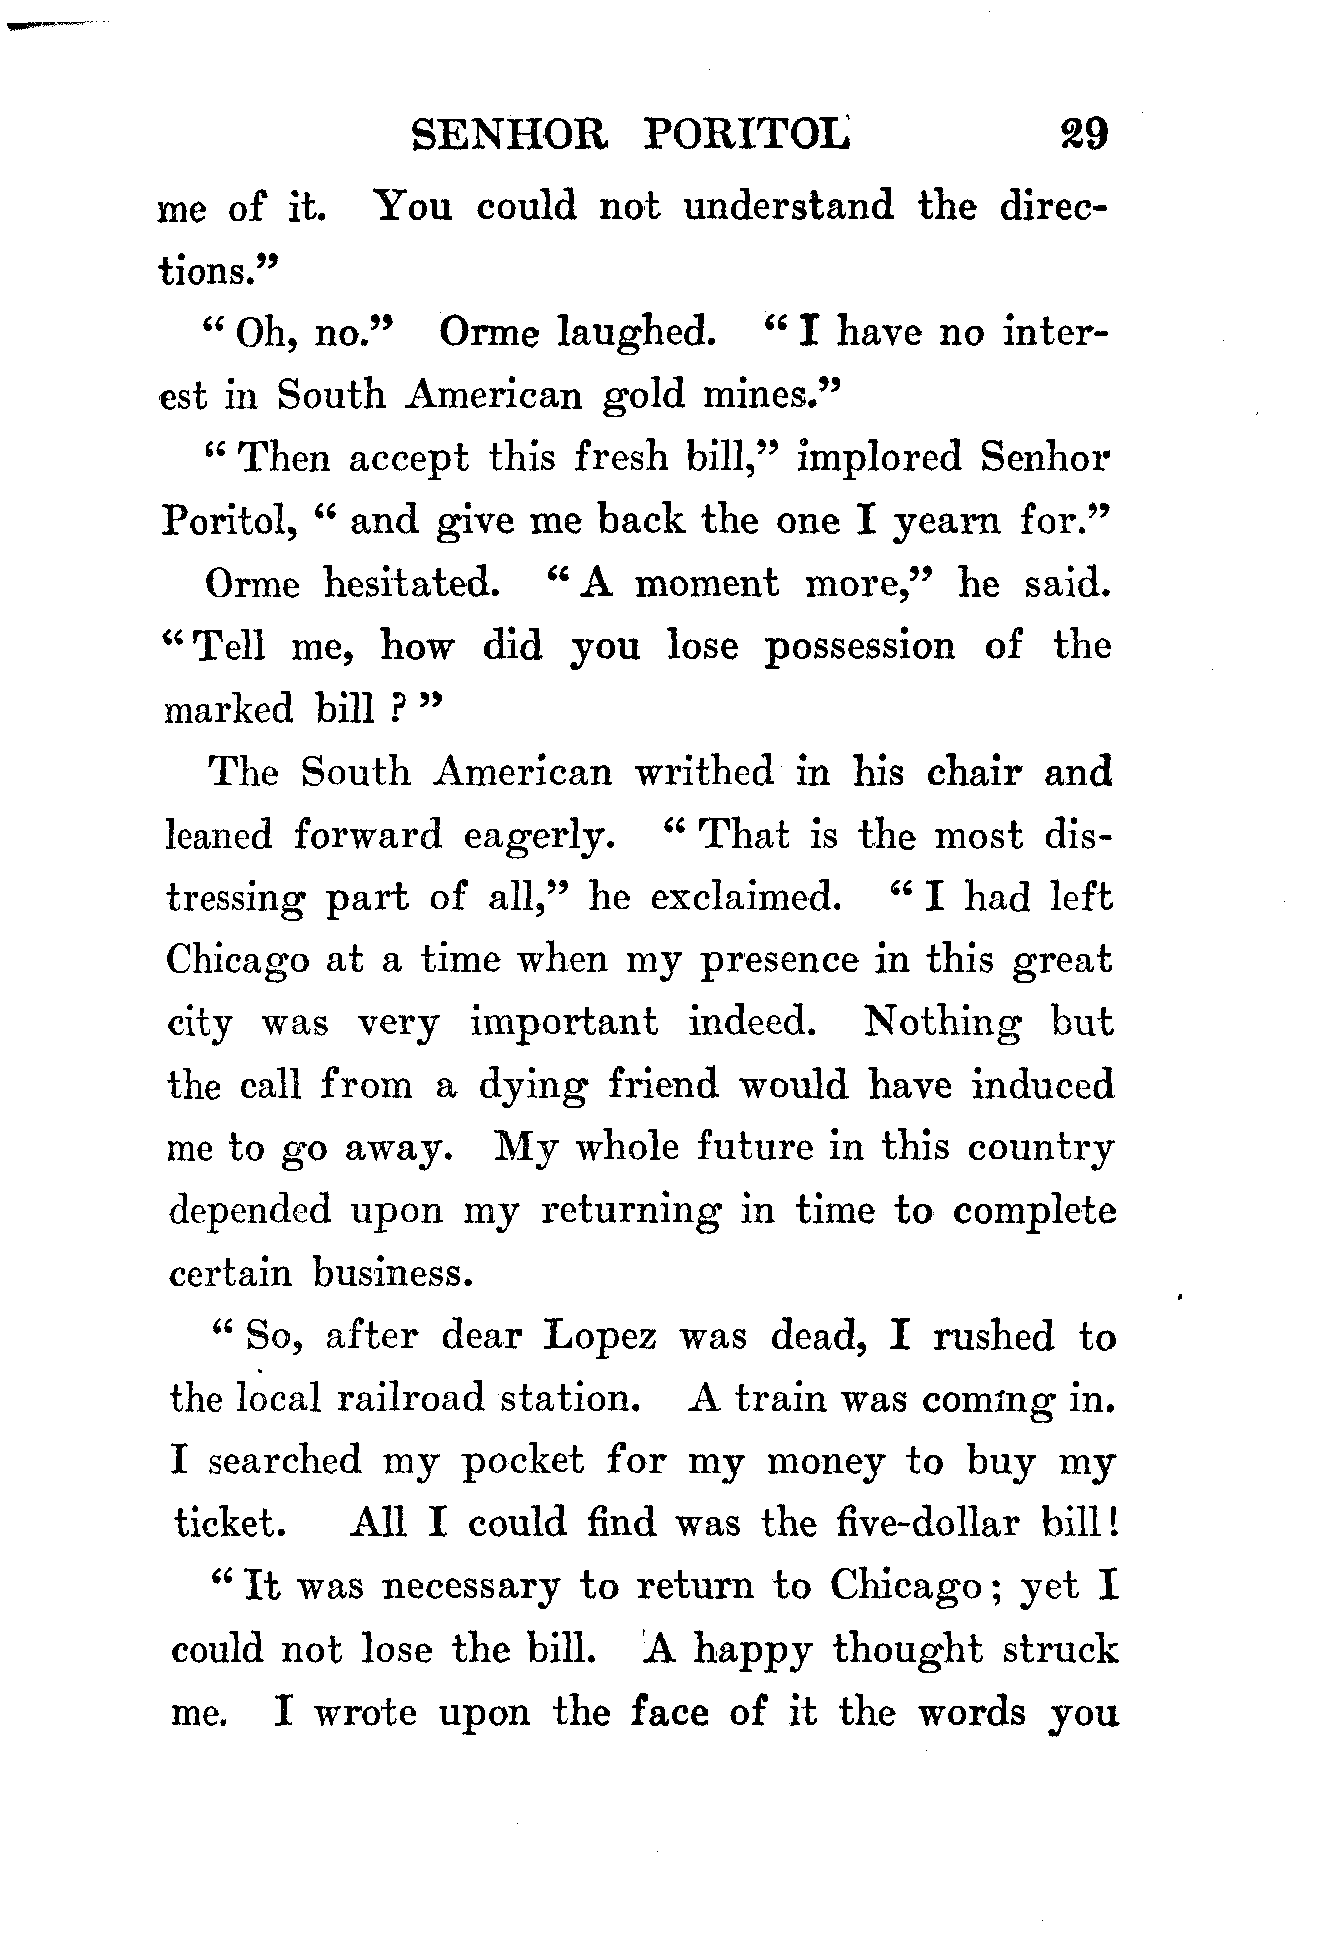 SENHOR PORITOL 29
me of it. You could not understand the direc-
tions."
"Oh, no." Orme laughed. "I have no inter-
est in South American gold mines."
"Then accept this fresh bill," implored Senhor
Poritol, "and give me back the one I yearn for."
Orme hesitated. "A moment more," he said.
"Tell me, how did you lose possession of the
marked bill?"
The South American writhed in his chair and
leaned forward eagerly. "That is the most dis-
tressing part of all," he exclaimed. "I had left
Chicago at a time when my presence in this great
city was very important indeed. Nothing but
the call from a dying friend would have induced
me to go away. My whole future in this country
depended upon my returning in time to complete
certain business.
"So, after dear Lopez was dead, I rushed to
the local railroad station. A train was coming in.
I searched my pocket for my money to buy my
ticket. All I could find was the five-dollar bill!
"It was necessary to return to Chicago; yet I
could not lose the bill. A happy thought struck
me. I wrote upon the face of it the words you